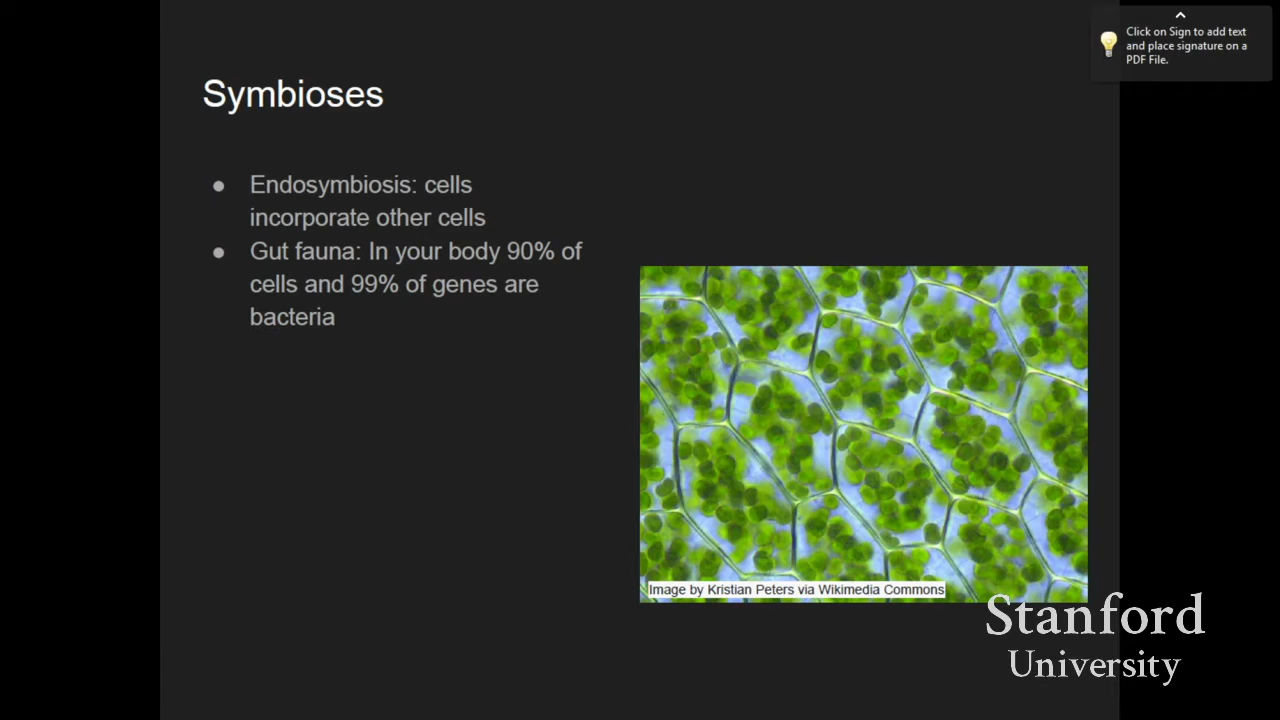 Click on Sign to add text
and place signature on a
PDF File.
Symbioses
● Endosymbiosis: cells
incorporate other cells
● Gut fauna: In your body 90% of
cells and 99% of genes are
bacteria
Image by Kristian Peters via Wikimedia Commons
Stanford
University